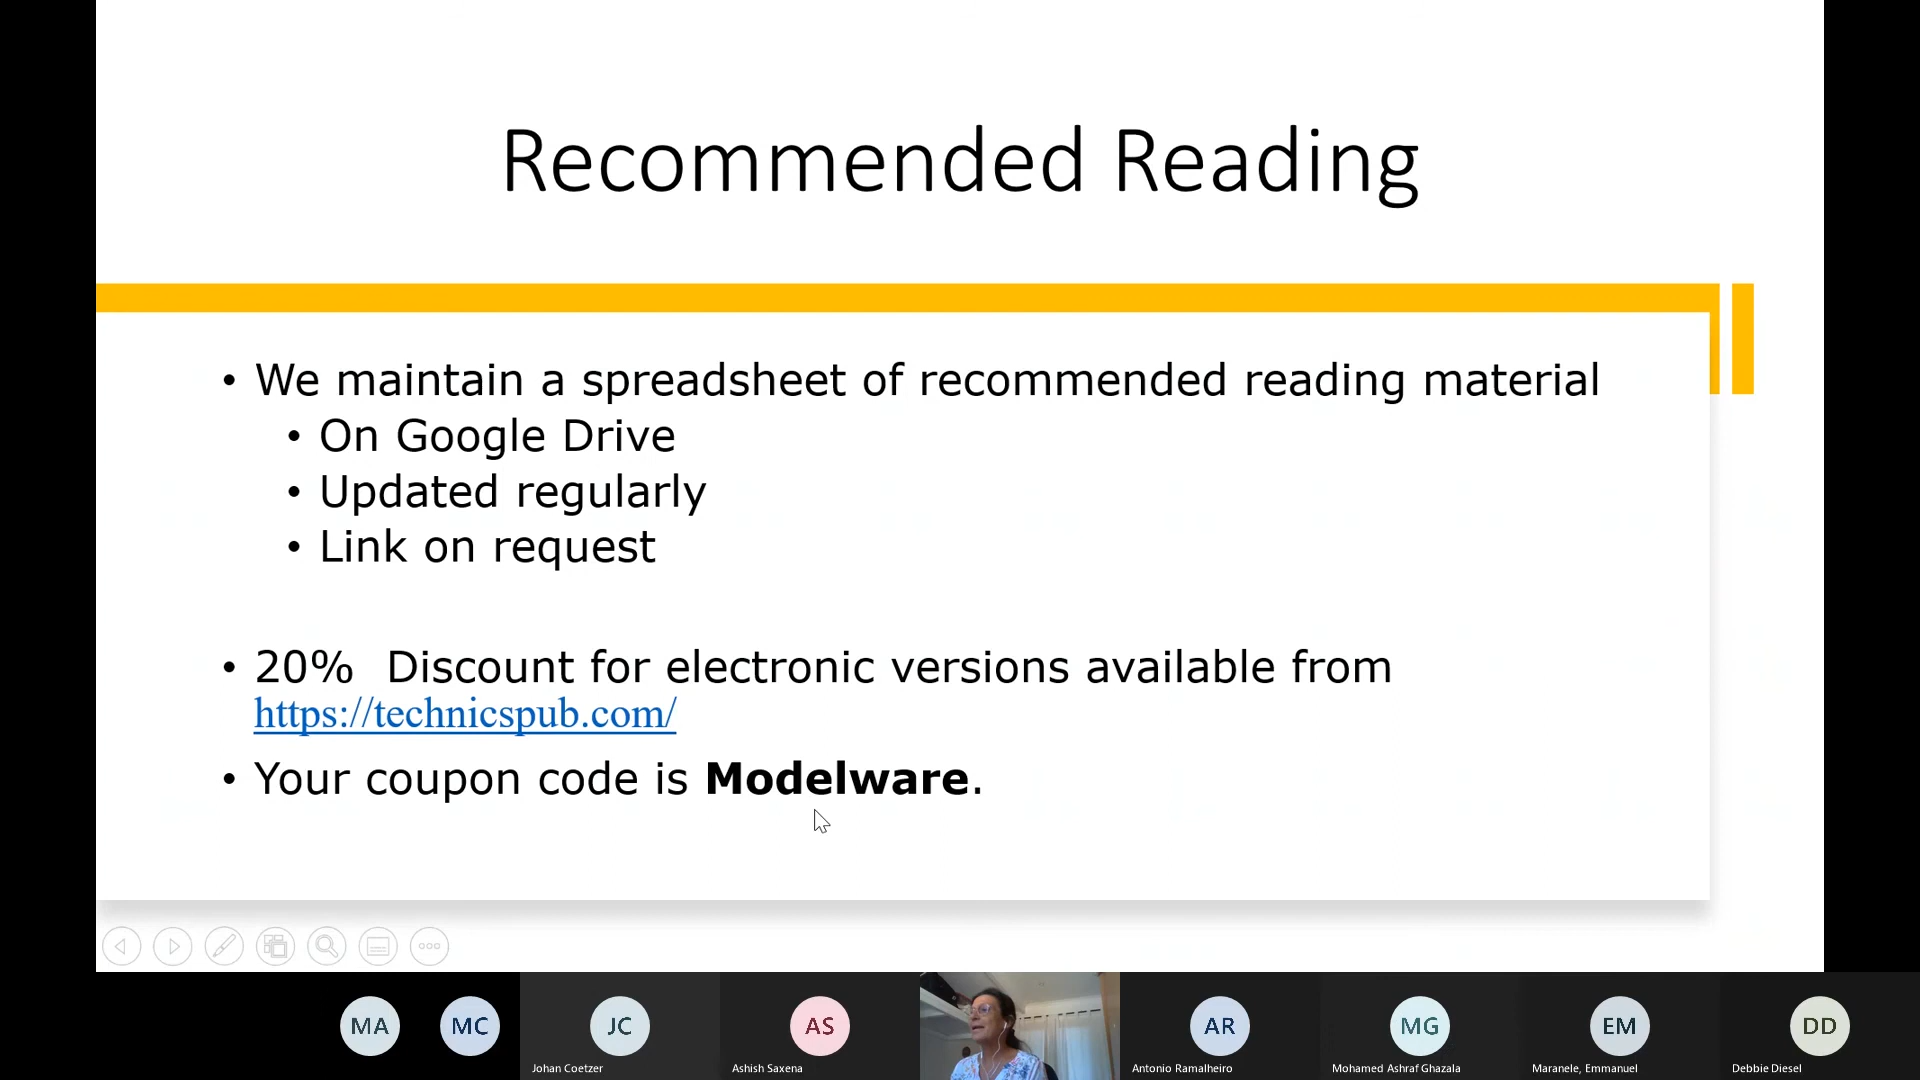 Recommended Reading
• We maintain a spreadsheet of recommended reading material
• On Google Drive
• Updated regularly
• Link on request
• 20%  Discount for electronic versions available from
https://technicspub.com/
• Your coupon code is Modelware.
MA MC JC AS AR MG EM DD
Johan Coetzer Ashish Saxena Antonio Ramalheiro Mohamed Ashraf Ghazala Maranele, Emmanuel Debbie Diesel